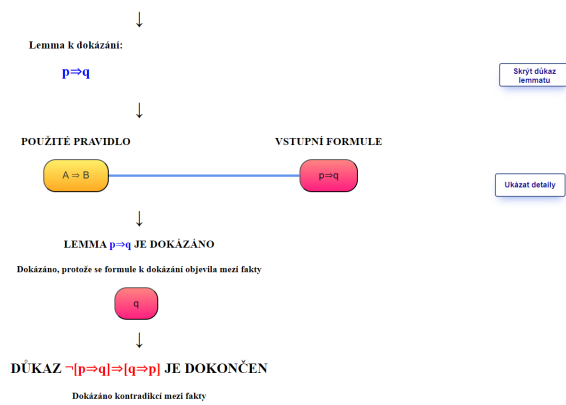 ↓
Lemma k dokázání:
p⇒q
Skrýt důkaz
lemmatu
↓
POUŽITÉ PRAVIDLO VSTUPNÍ FORMULE
A ⇒ B p⇒q
Ukázat detaily
↓
LEMMA p⇒q JE DOKÁZÁNO
Dokázáno, protože se formule k dokázání objevila mezi fakty
q
↓
DŮKAZ ¬[p⇒q]⇒[q⇒p] JE DOKONČEN
Dokázáno kontradikcí mezi fakty